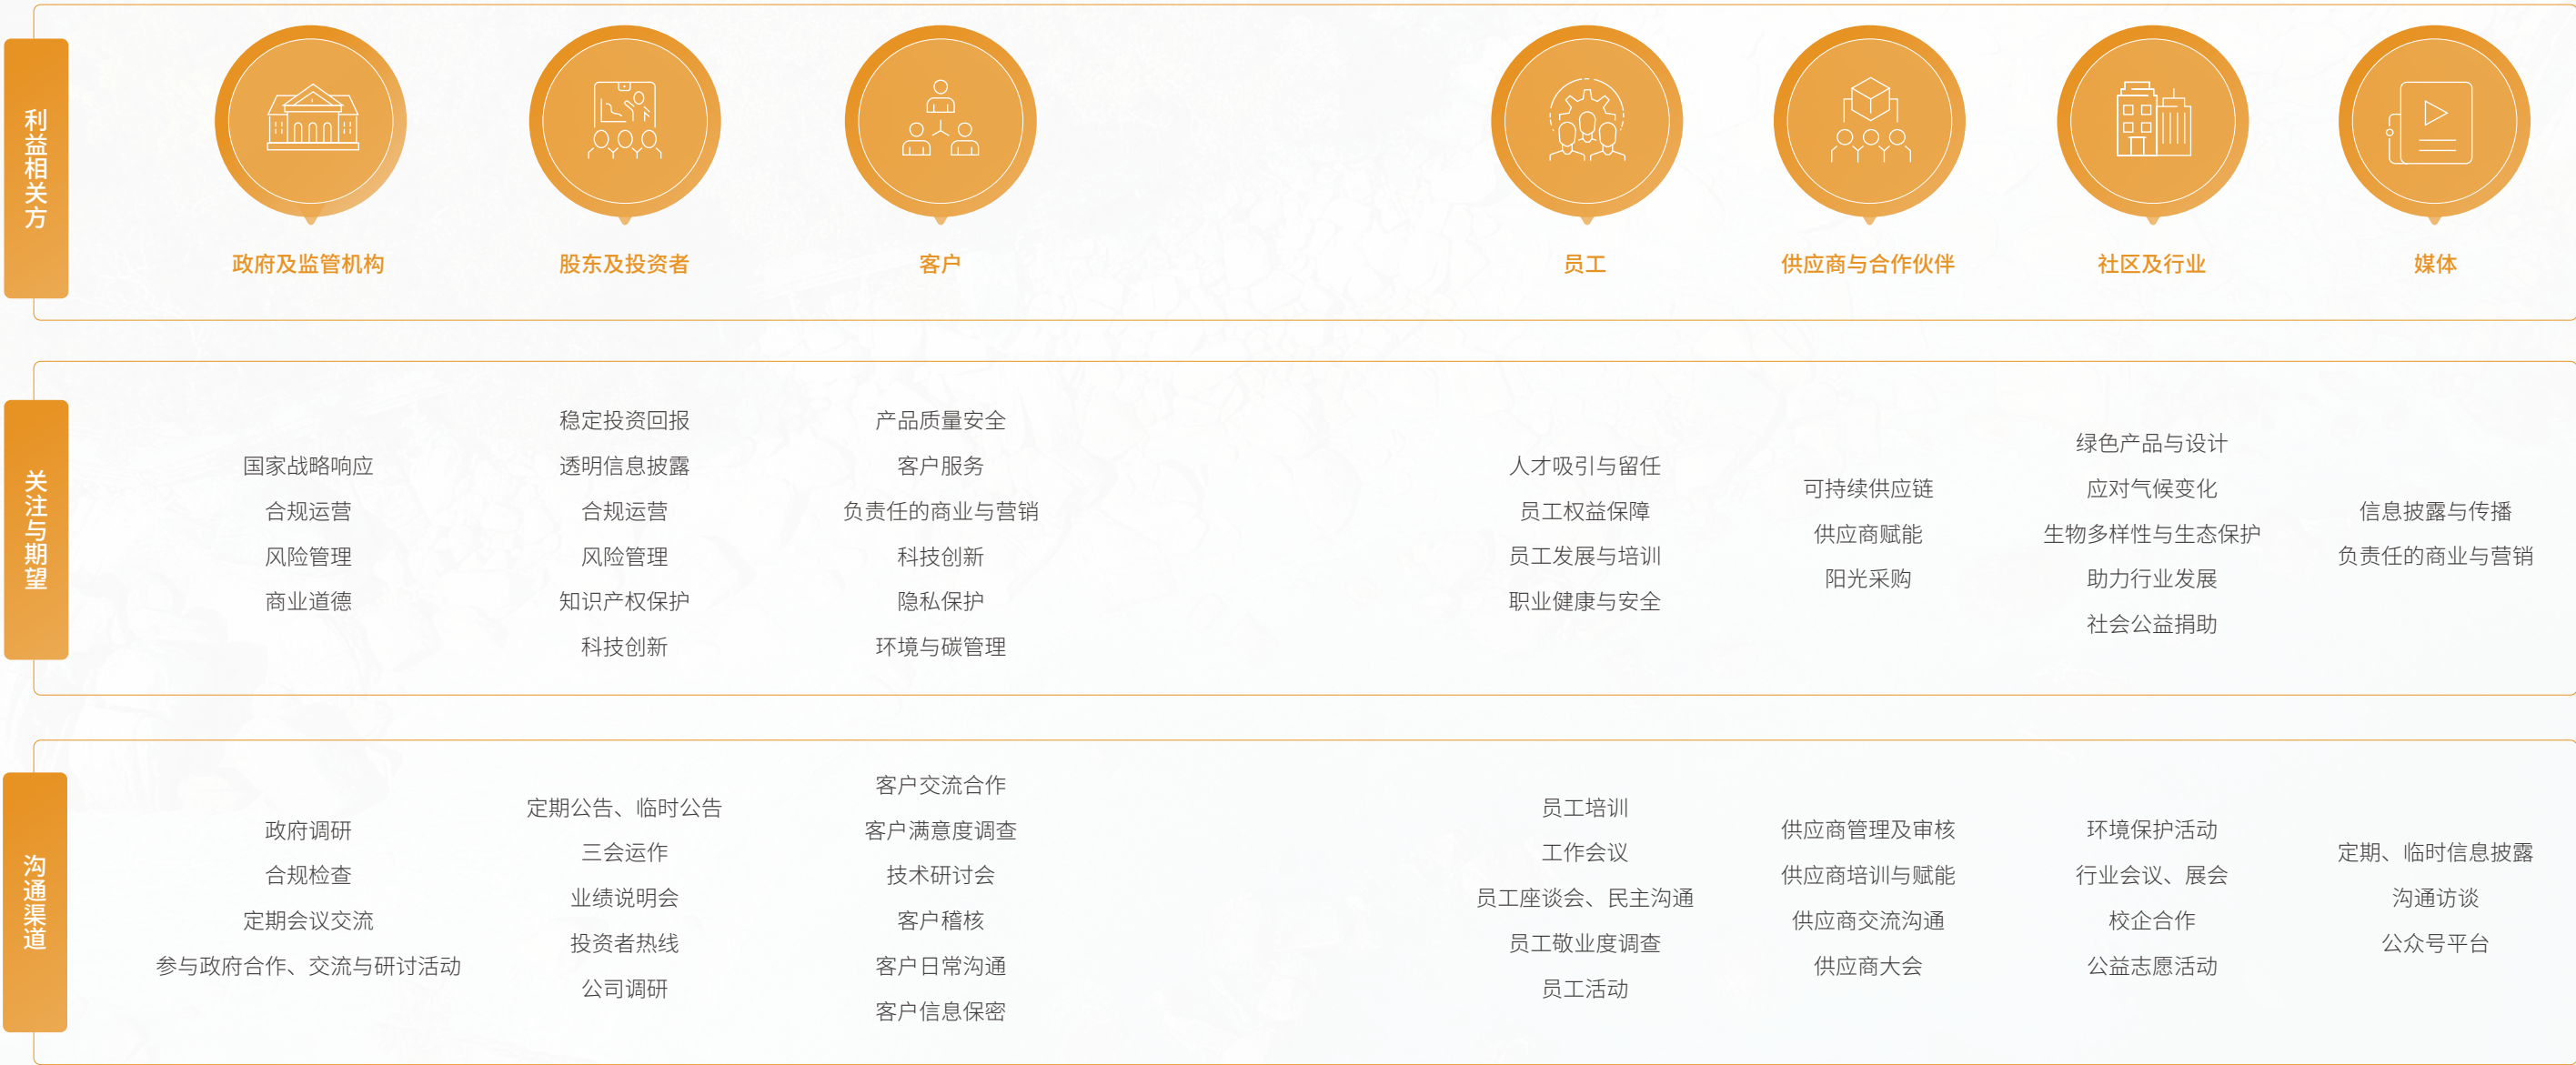 利益相关方
政府及监管机构
股东及投资者
客户
员工
供应商与合作伙伴
社区及行业
媒体
关注与期望
国家战略响应
合规运营
风险管理
商业道德
稳定投资回报
透明信息披露
合规运营
风险管理
知识产权保护
科技创新
产品质量安全
客户服务
负责任的商业与营销
科技创新
隐私保护
环境与碳管理
人才吸引与留任
员工权益保障
员工发展与培训
职业健康与安全
可持续供应链
供应商赋能
阳光采购
绿色产品与设计
应对气候变化
生物多样性与生态保护
助力行业发展
社会公益捐助
信息披露与传播
负责任的商业与营销
沟通渠道
政府调研
合规检查
定期会议交流
参与政府合作、交流与研讨活动
定期公告、临时公告
三会运作
业绩说明会
投资者热线
公司调研
客户交流合作
客户满意度调查
技术研讨会
客户稽核
客户日常沟通
客户信息保密
员工培训
工作会议
员工座谈会、民主沟通
员工敬业度调查
员工活动
供应商管理及审核
供应商培训与赋能
供应商交流沟通
供应商大会
环境保护活动
行业会议、展会
校企合作
公益志愿活动
定期、临时信息披露
沟通访谈
公众号平台